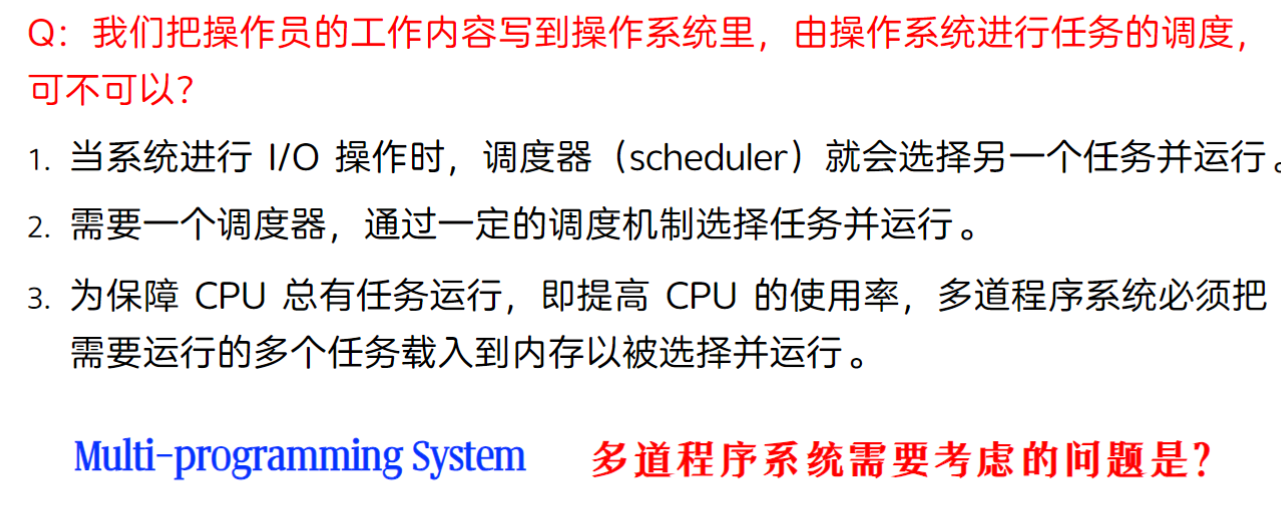 Q：我们把操作员的工作内容写到操作系统里，由操作系统进行任务的调度，
可不可以？
1. 当系统进行 I/O 操作时，调度器（scheduler）就会选择另一个任务并运行。
2. 需要一个调度器，通过一定的调度机制选择任务并运行。
3. 为保障 CPU 总有任务运行，即提高 CPU 的使用率，多道程序系统必须把
需要运行的多个任务载入到内存以被选择并运行。
Multi-programming System 多道程序系统需要考虑的问题是？